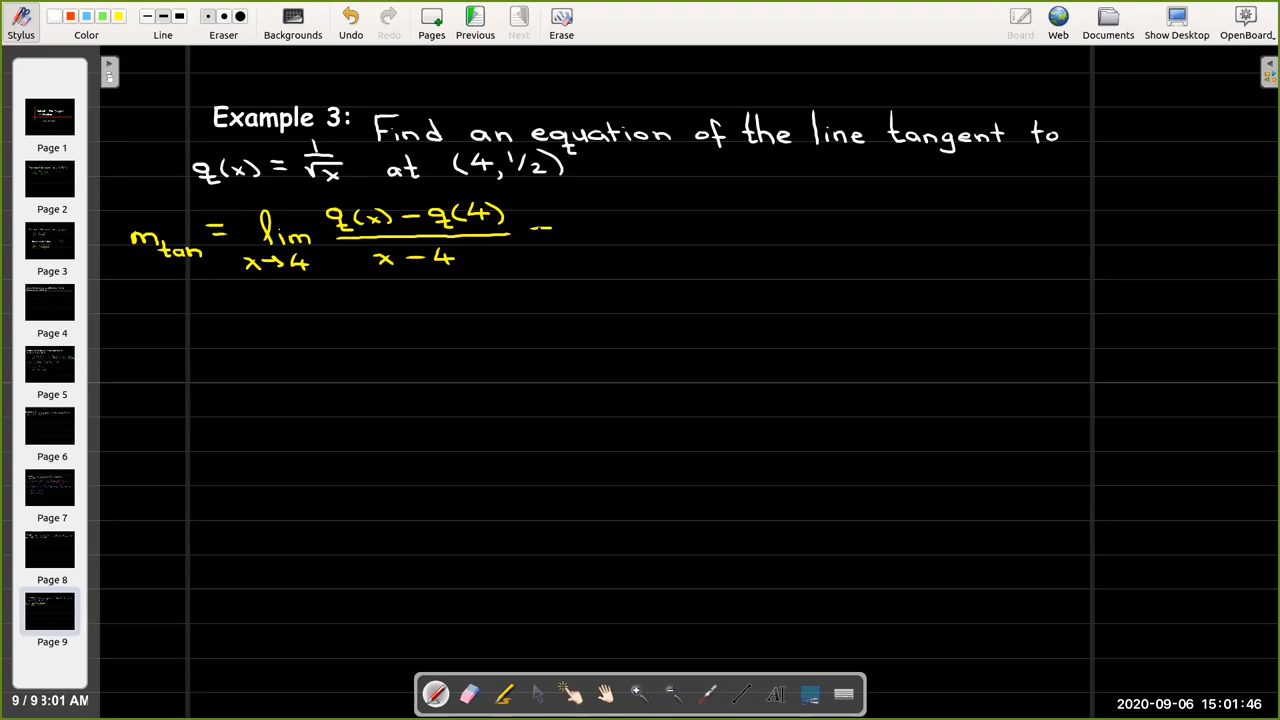 Stylus
Color
Line
Eraser
Backgrounds
Undo
Redo
Pages
Previous
Next
Erase
Board
Web
Documents
Show Desktop
OpenBoard
Page 1
Page 2
Page 3
Page 4
Page 5
Page 6
Page 7
Page 8
Page 9
Example 3: Find an equation of the line tangent to
q(x) = 1/√x at (4, 1/2)
m_tan = lim_{x→4} (q(x) − q(4))/(x − 4) =
9 / 9 8:01 AM
AI
2020-09-06 15:01:46